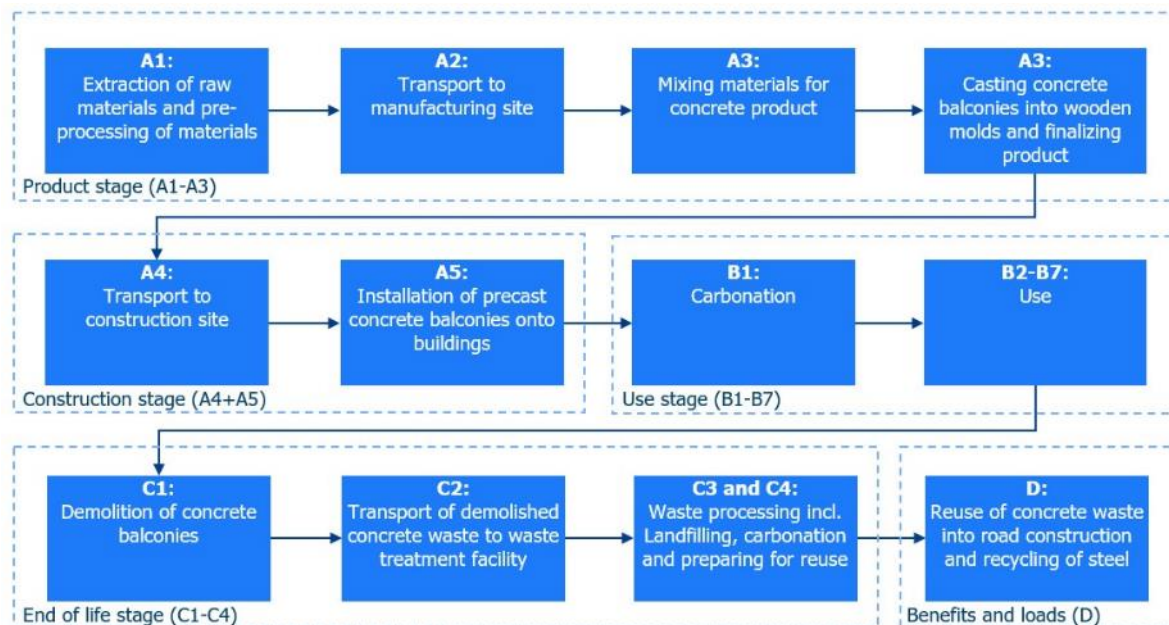 A1:
Extraction of raw
materials and pre-
processing of materials
A2:
Transport to
manufacturing site
A3:
Mixing materials for
concrete product
A3:
Casting concrete
balconies into wooden
molds and finalizing
product
Product stage (A1-A3)
A4:
Transport to
construction site
A5:
Installation of precast
concrete balconies onto
buildings
Construction stage (A4+A5)
B1:
Carbonation
B2-B7:
Use
Use stage (B1-B7)
C1:
Demolition of concrete
balconies
C2:
Transport of demolished
concrete waste to waste
treatment facility
C3 and C4:
Waste processing incl.
Landfilling, carbonation
and preparing for reuse
End of life stage (C1-C4)
D:
Reuse of concrete waste
into road construction
and recycling of steel
Benefits and loads (D)